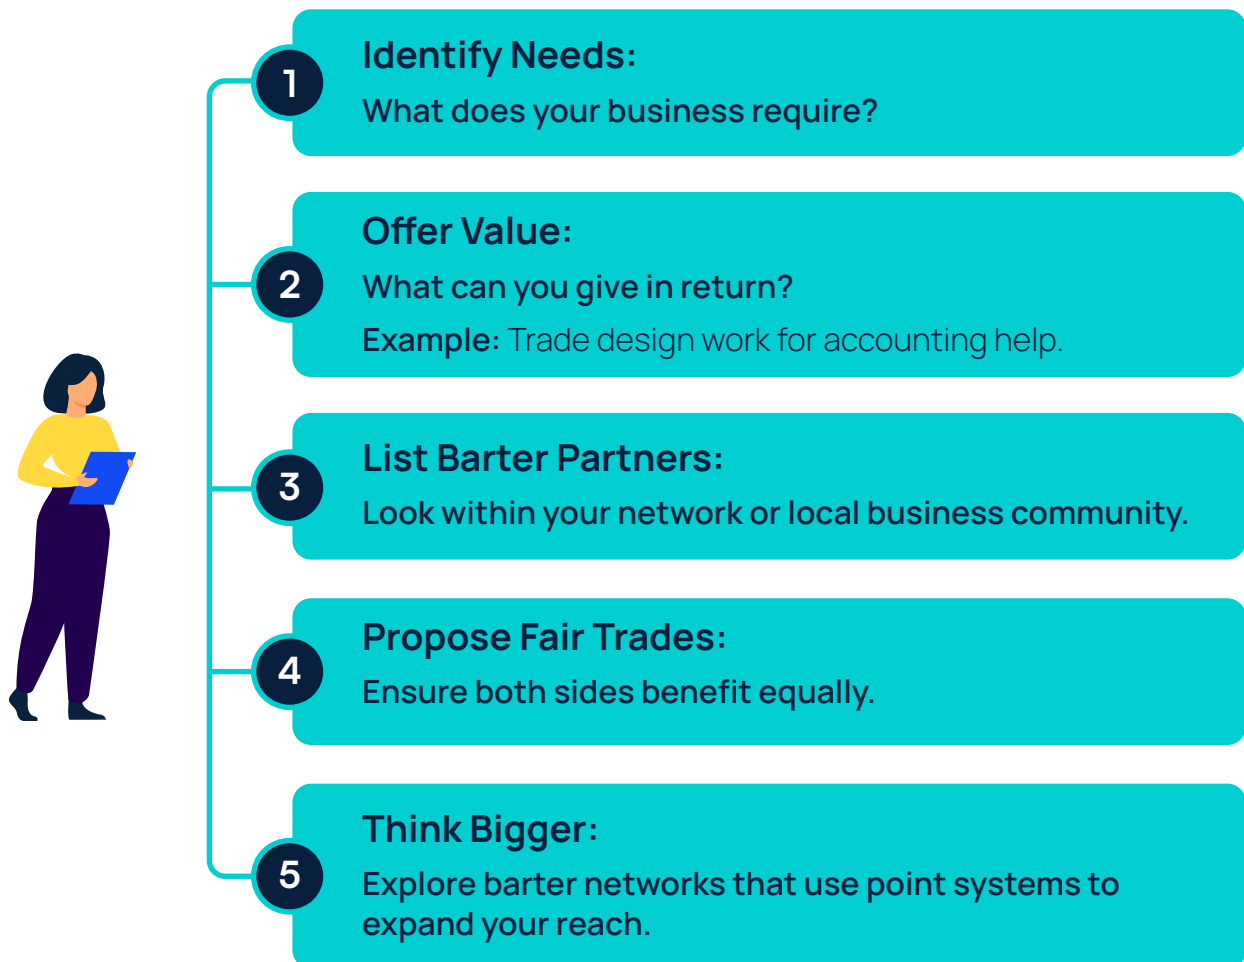 1
Identify Needs:
What does your business require?
2
Offer Value:
What can you give in return?
Example: Trade design work for accounting help.
3
List Barter Partners:
Look within your network or local business community.
4
Propose Fair Trades:
Ensure both sides benefit equally.
5
Think Bigger:
Explore barter networks that use point systems to
expand your reach.